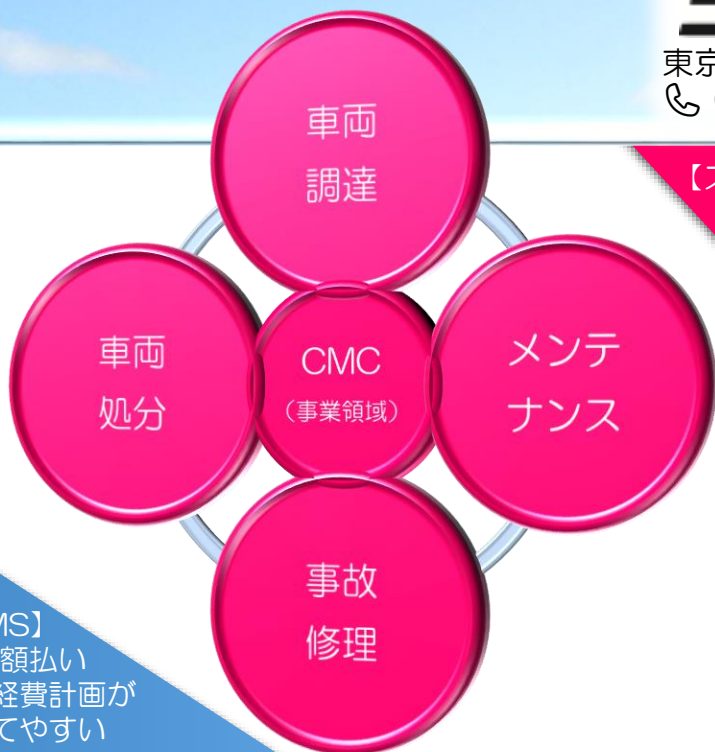 東京
車両
調達
車両
処分
CMC
（事業領域）
メンテ
ナンス
事故
修理
MS】
額払い
経費計画が
てやすい